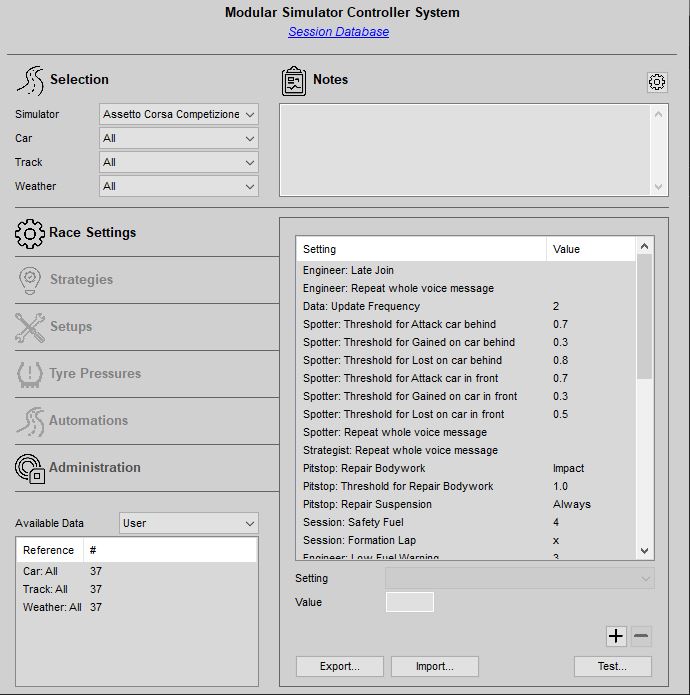 Modular Simulator Controller System
Session Database
Selection
Simulator Assetto Corsa Competizione
Car All
Track All
Weather All
Notes
Race Settings
Strategies
Setups
Tyre Pressures
Automations
Administration
Available Data User
Reference #
Car: All 37
Track: All 37
Weather: All 37
Setting Value
Engineer: Late Join
Engineer: Repeat whole voice message
Data: Update Frequency 2
Spotter: Threshold for Attack car behind 0.7
Spotter: Threshold for Gained on car behind 0.3
Spotter: Threshold for Lost on car behind 0.8
Spotter: Threshold for Attack car in front 0.7
Spotter: Threshold for Gained on car in front 0.3
Spotter: Threshold for Lost on car in front 0.5
Spotter: Repeat whole voice message
Strategist: Repeat whole voice message
Pitstop: Repair Bodywork Impact
Pitstop: Threshold for Repair Bodywork 1.0
Pitstop: Repair Suspension Always
Session: Safety Fuel 4
Session: Formation Lap x
Engineer: Low Fuel Warning 3
Setting
Value
Export... Import... Test...